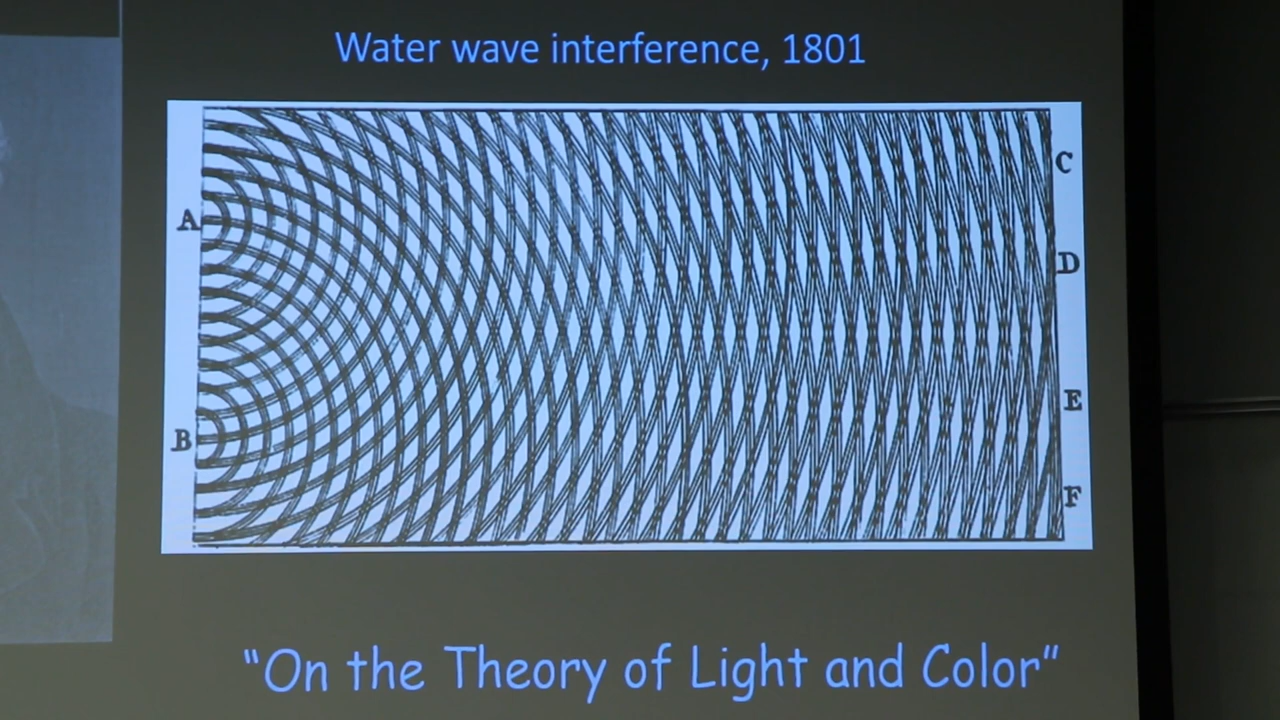 Water wave interference, 1801
A
B
C
D
E
F
“On the Theory of Light and Color”